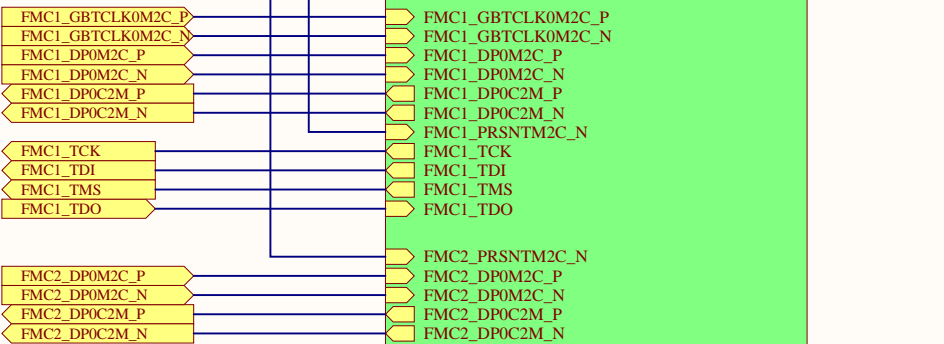 FMC1_GBTCLK0M2C_P FMC1_GBTCLK0M2C_P
FMC1_GBTCLK0M2C_N FMC1_GBTCLK0M2C_N
FMC1_DP0M2C_P FMC1_DP0M2C_P
FMC1_DP0M2C_N FMC1_DP0M2C_N
FMC1_DP0C2M_P FMC1_DP0C2M_P
FMC1_DP0C2M_N FMC1_DP0C2M_N
FMC1_PRSNTM2C_N
FMC1_TCK FMC1_TCK
FMC1_TDI FMC1_TDI
FMC1_TMS FMC1_TMS
FMC1_TDO FMC1_TDO
FMC2_PRSNTM2C_N
FMC2_DP0M2C_P FMC2_DP0M2C_P
FMC2_DP0M2C_N FMC2_DP0M2C_N
FMC2_DP0C2M_P FMC2_DP0C2M_P
FMC2_DP0C2M_N FMC2_DP0C2M_N